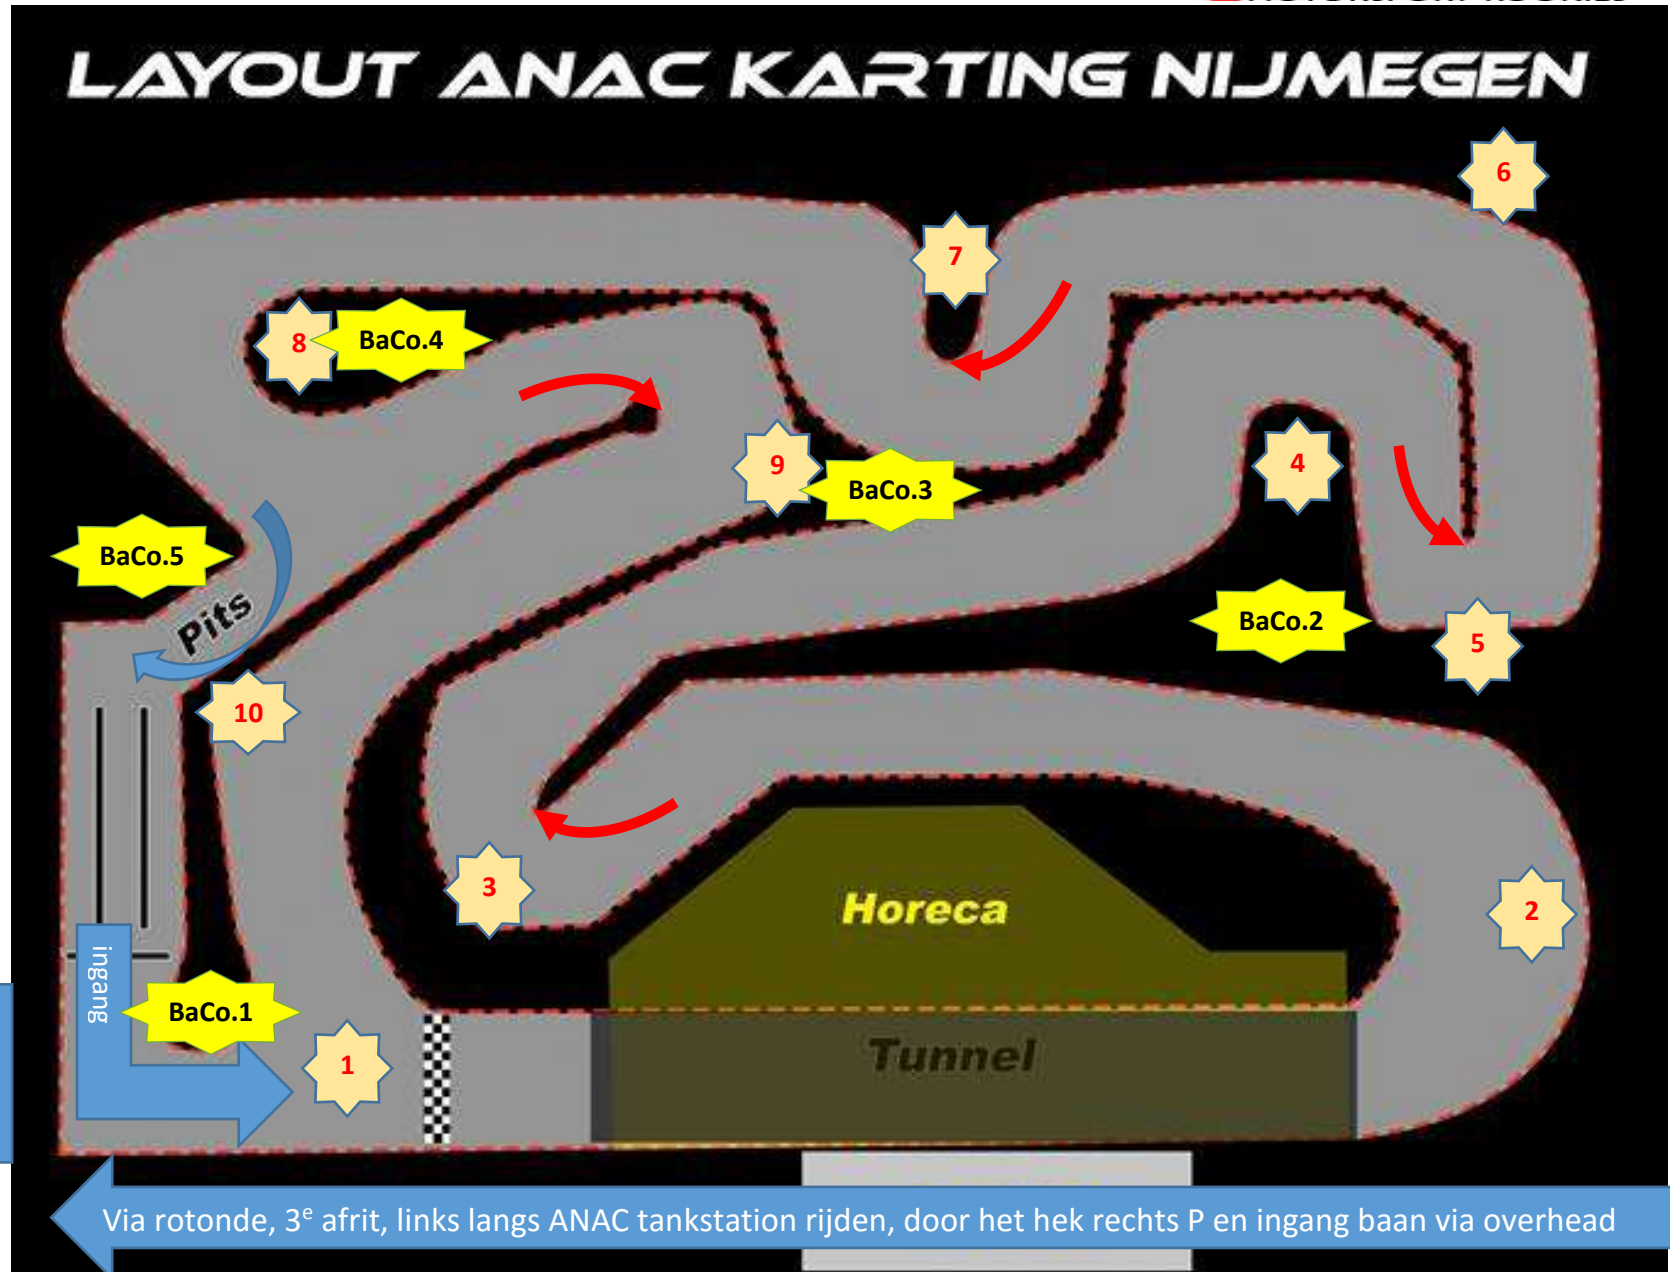 LAYOUT ANAC KARTING NIJMEGEN
6
7
8
BaCo.4
9
BaCo.3
4
BaCo.5
Pits
BaCo.2
5
10
3
Horeca
2
ingang
BaCo.1
1
Tunnel
Via rotonde, 3e afrit, links langs ANAC tankstation rijden, door het hek rechts P en ingang baan via overhead